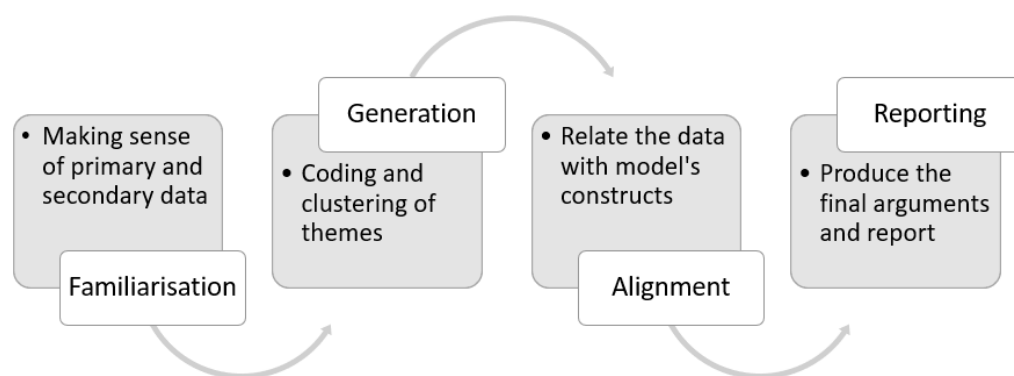 • Making sense
of primary and
secondary data
Familiarisation
Generation
• Coding and
clustering of
themes
• Relate the data
with model's
constructs
Alignment
Reporting
• Produce the
final arguments
and report